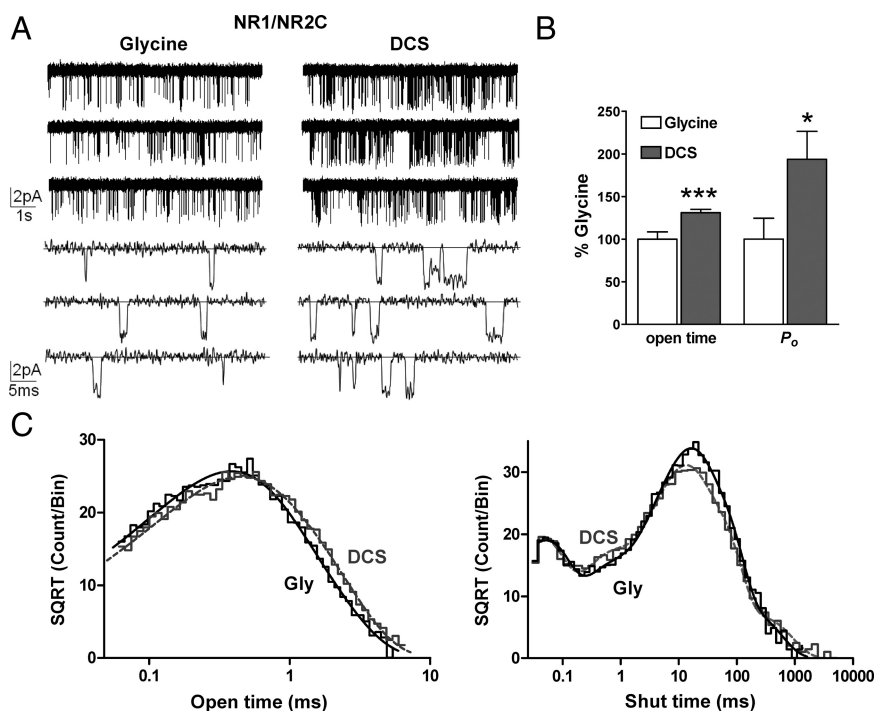 A
NR1/NR2C
Glycine
DCS
2pA
1s
2pA
5ms
B
250
200
150
100
50
0
% Glycine
Glycine
DCS
***
*
open time
Po
C
30
20
10
0
SQRT (Count/Bin)
DCS
Gly
0.1
1
10
Open time (ms)
30
20
10
0
SQRT (Count/Bin)
DCS
Gly
0.1
1
10
100
1000
10000
Shut time (ms)